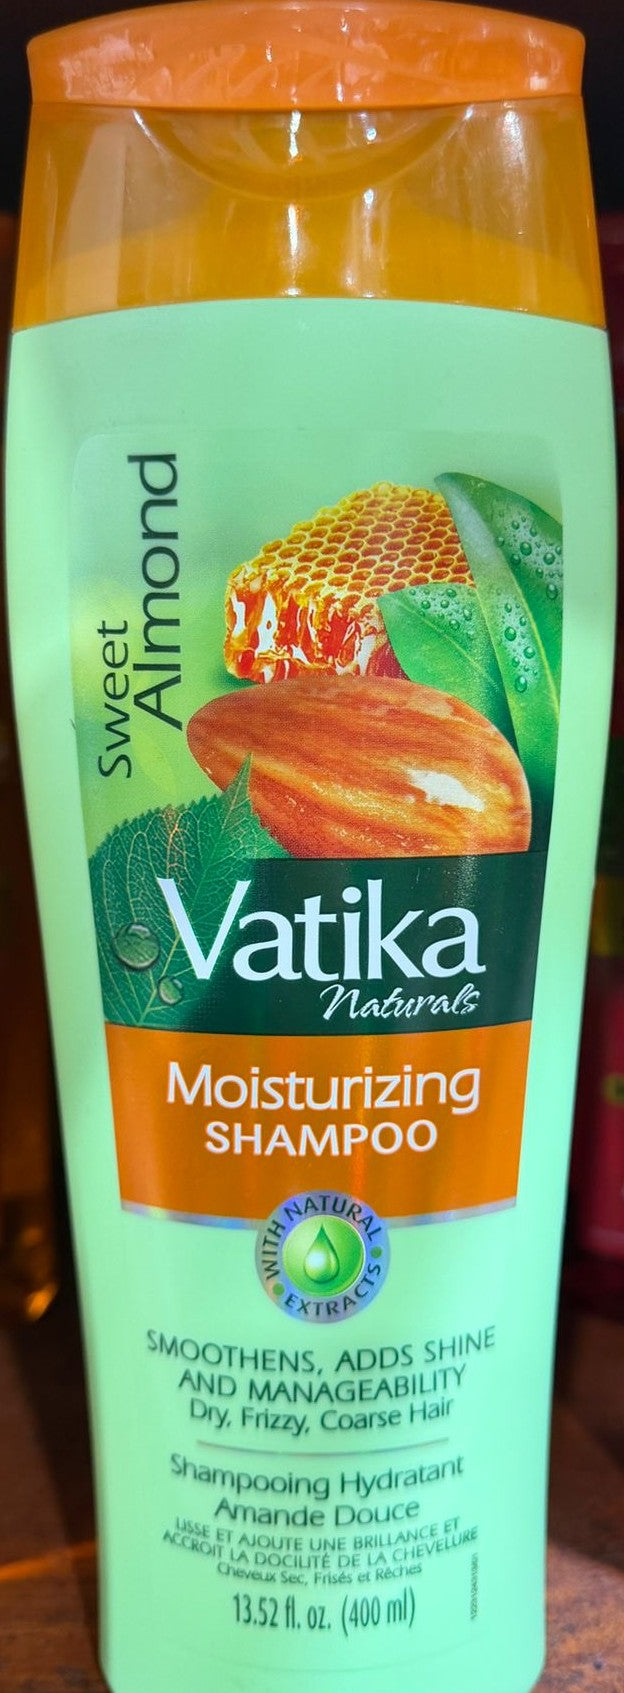 Sweet
Almond
Vatika
Naturals
Moisturizing
SHAMPOO
WITH NATURAL
EXTRACTS
SMOOTHENS, ADDS SHINE
AND MANAGEABILITY
Dry, Frizzy, Coarse Hair
Shampooing Hydratant
Amande Douce
LISSE ET AJOUTE UNE BRILLANCE ET
ACCROIT LA DOCILITÉ DE LA CHEVELURE
Cheveux Sec, Frisés et Rêches
13.52 fl. oz. (400 ml)